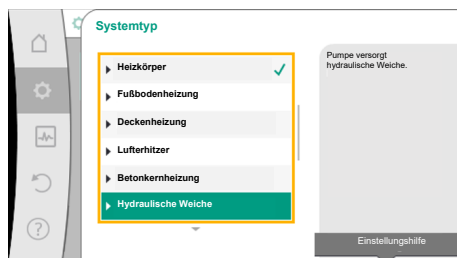 Systemtyp
Heizkörper
Fußbodenheizung
Deckenheizung
Lufterhitzer
Betonkernheizung
Hydraulische Weiche
Pumpe versorgt
hydraulische Weiche.
Einstellungshilfe
?